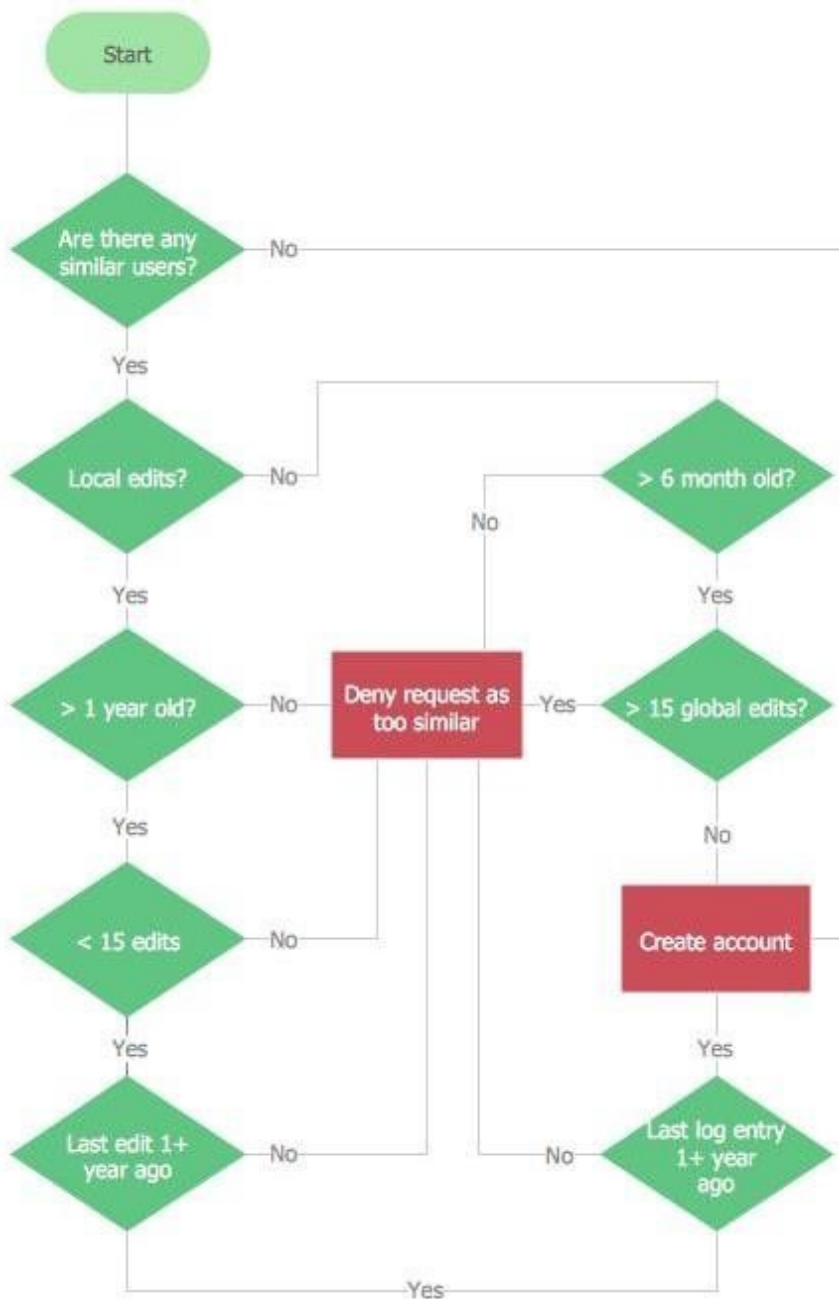 Start
Are there any
similar users?
No
Yes
Local edits?
No
> 6 month old?
No
Yes
Yes
> 1 year old?
No
Deny request as
too similar
Yes
> 15 global edits?
Yes
No
< 15 edits
No
Create account
Yes
Yes
Last edit 1+
year ago
No
No
Last log entry
1+ year
ago
Yes